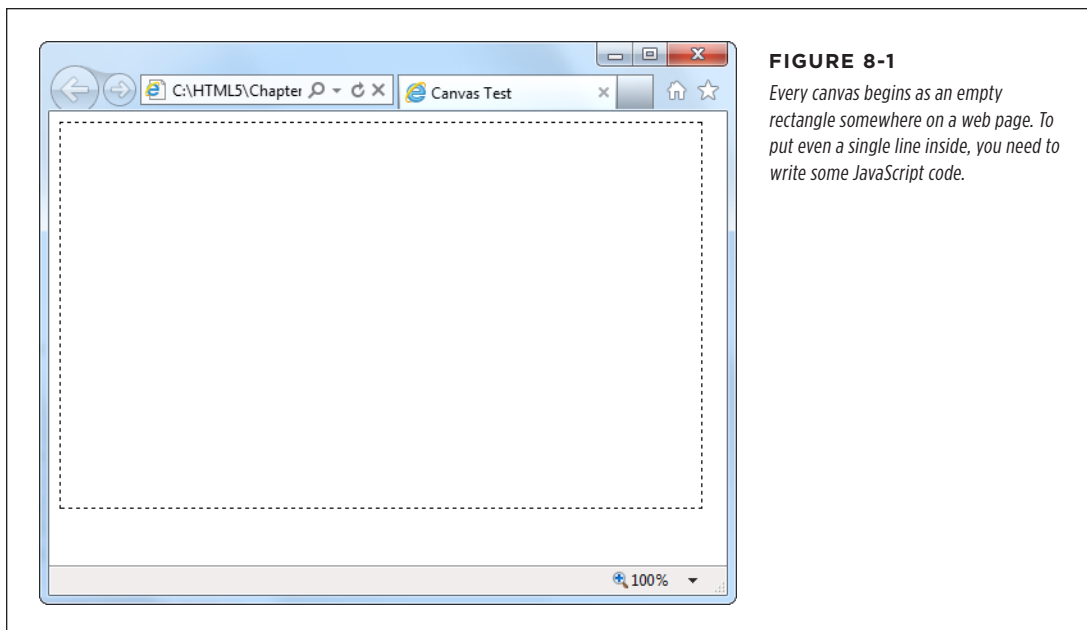 C:\HTML5\Chapter
Canvas Test
100%
FIGURE 8-1
Every canvas begins as an empty
rectangle somewhere on a web page. To
put even a single line inside, you need to
write some JavaScript code.